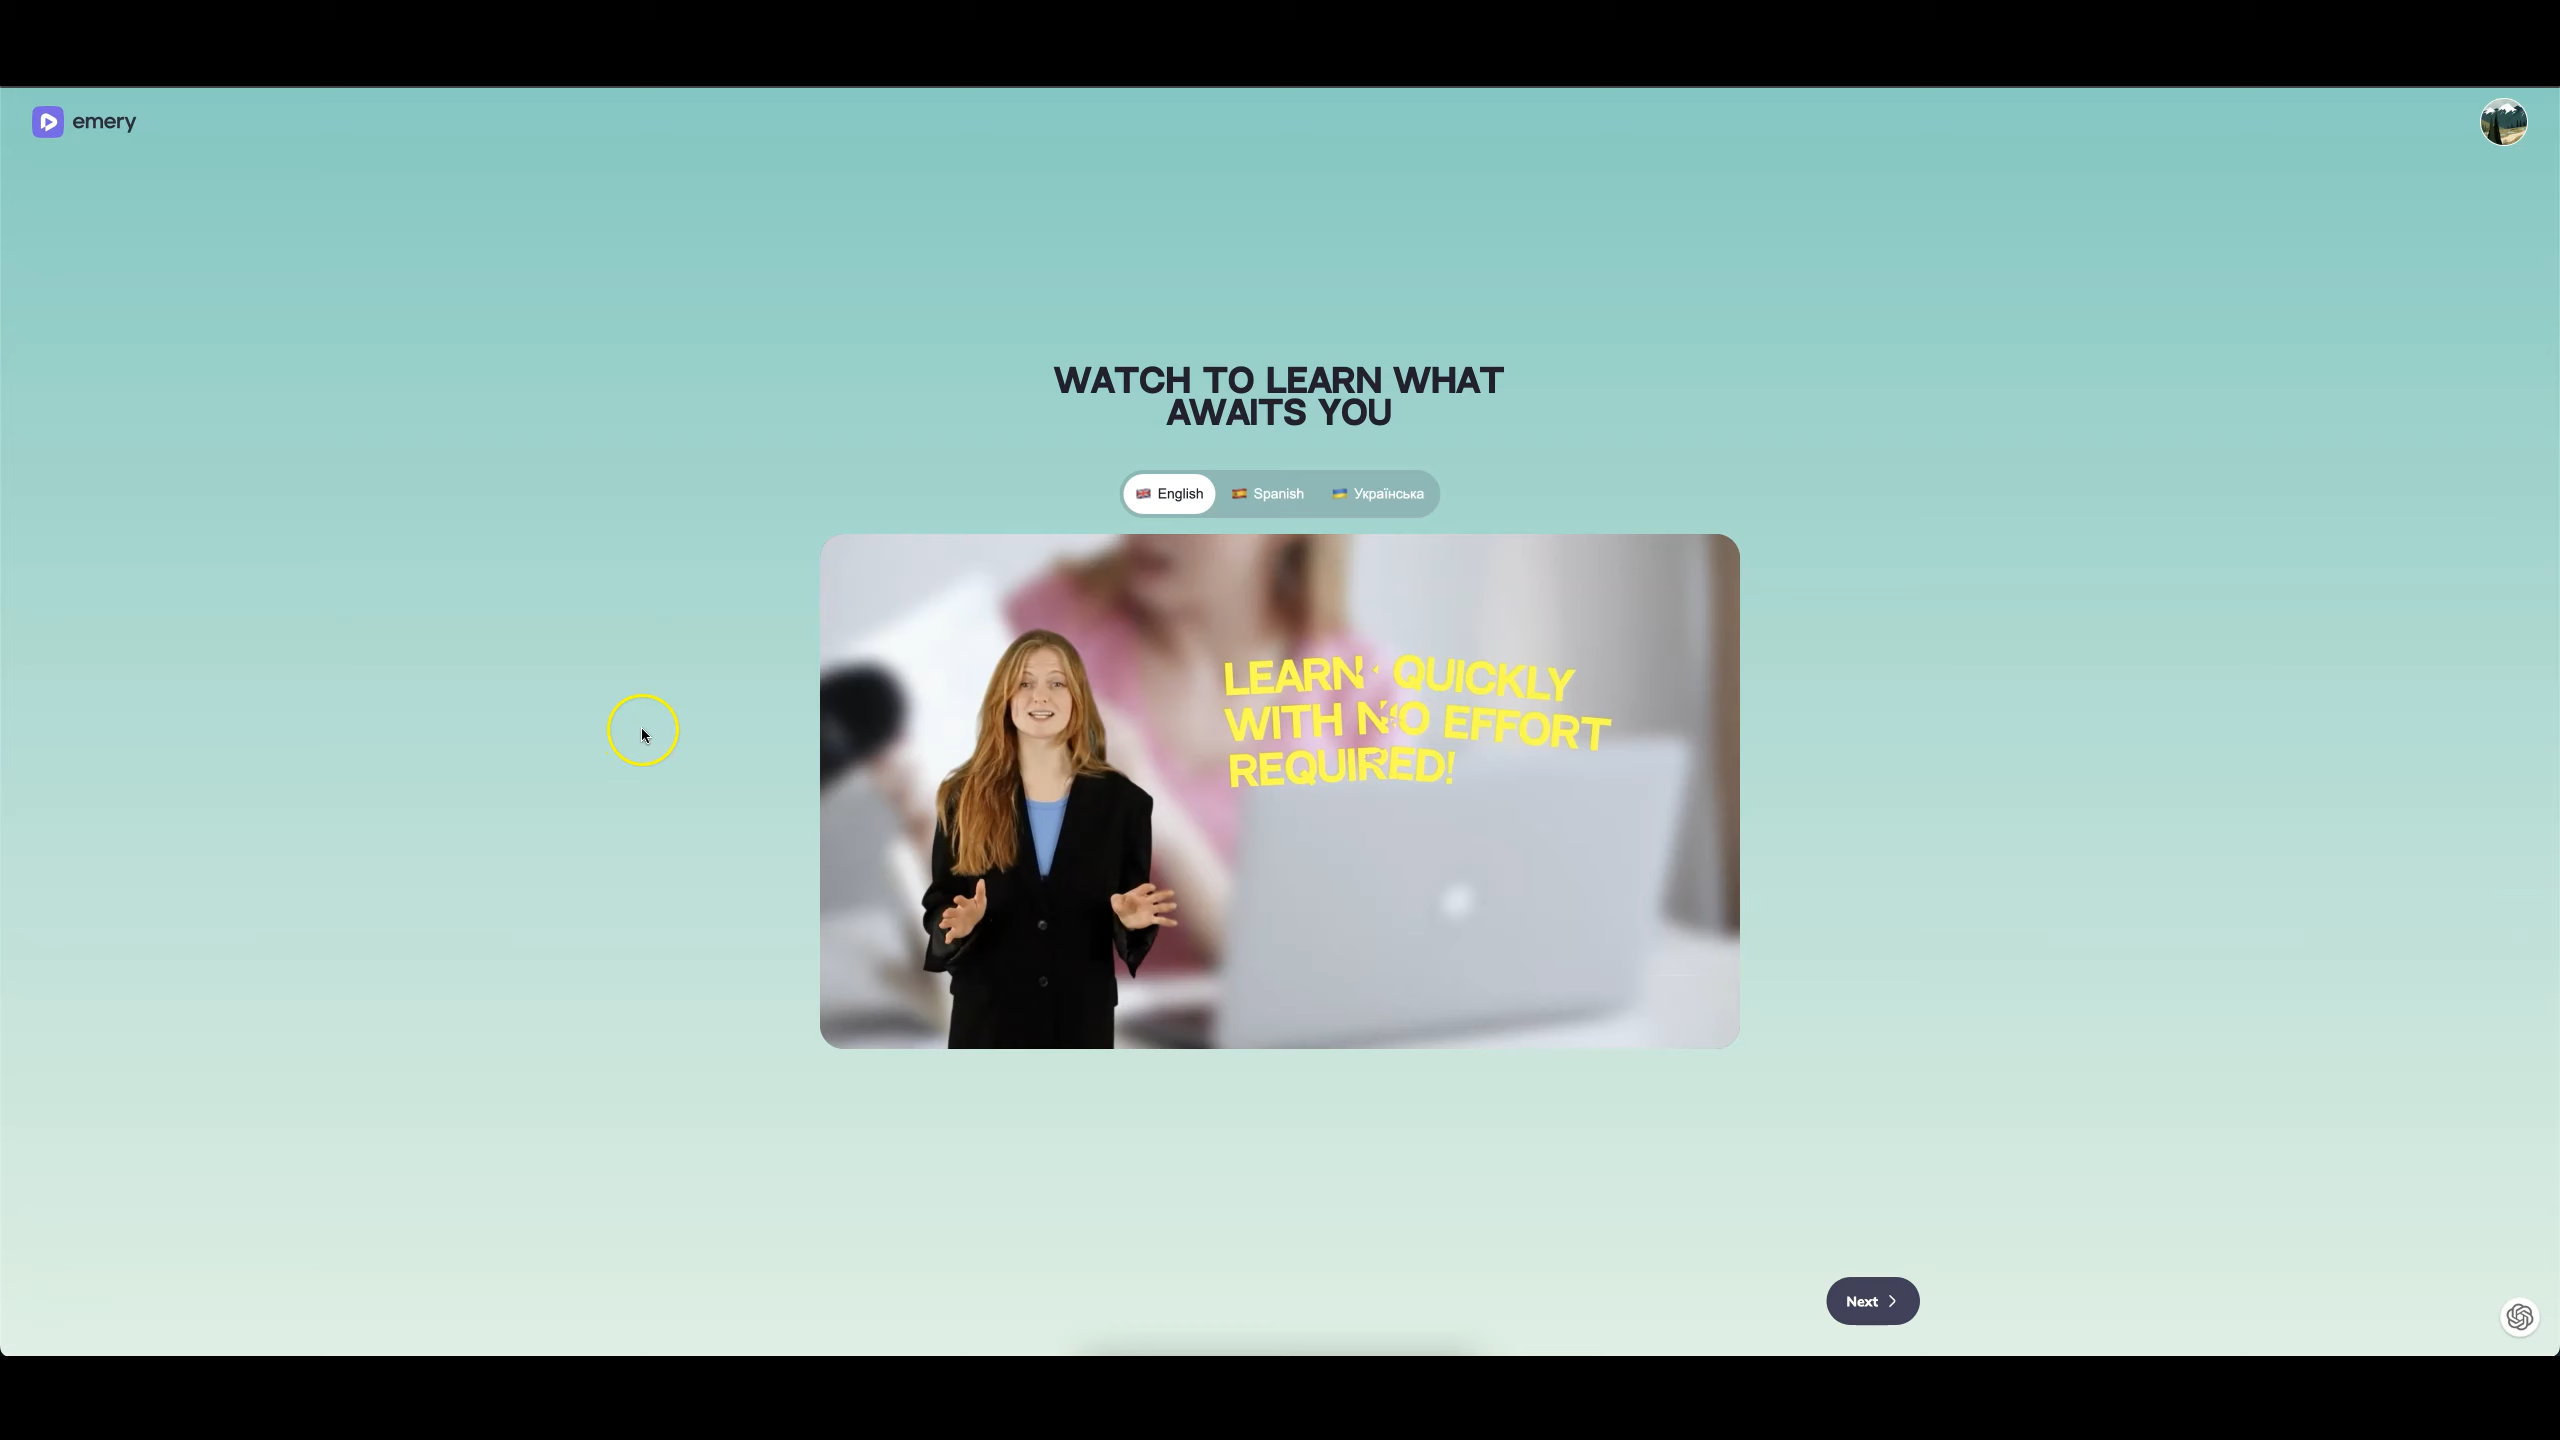 emery
WATCH TO LEARN WHAT
AWAITS YOU
English
Spanish
Українська
LEARN QUICKLY
WITH NO EFFORT
REQUIRED!
Next